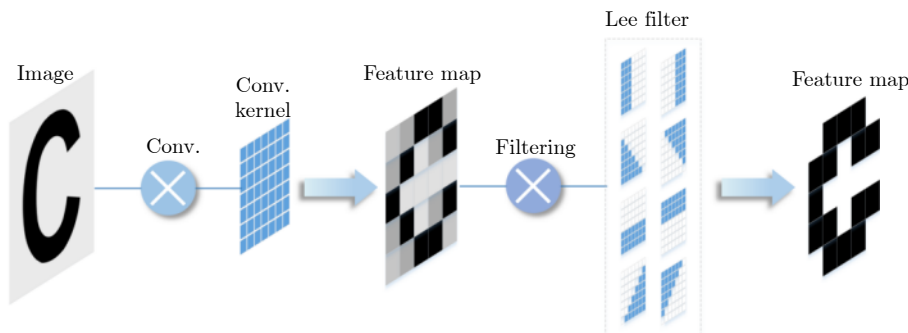 Lee filter
Image
Conv.
kernel
Feature map
Feature map
Conv.
Filtering
C